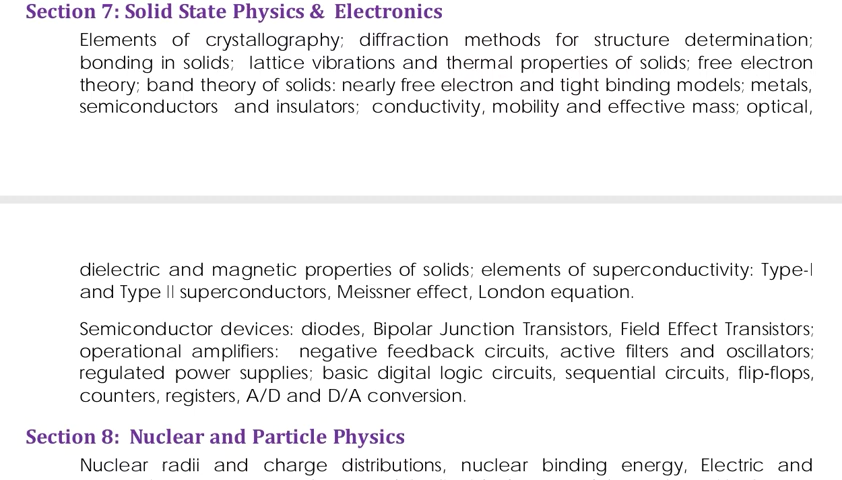 Section 7: Solid State Physics & Electronics
Elements of crystallography; diffraction methods for structure determination;
bonding in solids; lattice vibrations and thermal properties of solids; free electron
theory; band theory of solids: nearly free electron and tight binding models; metals,
semiconductors and insulators; conductivity, mobility and effective mass; optical,
dielectric and magnetic properties of solids; elements of superconductivity: Type-I
and Type II superconductors, Meissner effect, London equation.
Semiconductor devices: diodes, Bipolar Junction Transistors, Field Effect Transistors;
operational amplifiers: negative feedback circuits, active filters and oscillators;
regulated power supplies; basic digital logic circuits, sequential circuits, flip-flops,
counters, registers, A/D and D/A conversion.
Section 8: Nuclear and Particle Physics
Nuclear radii and charge distributions, nuclear binding energy, Electric and